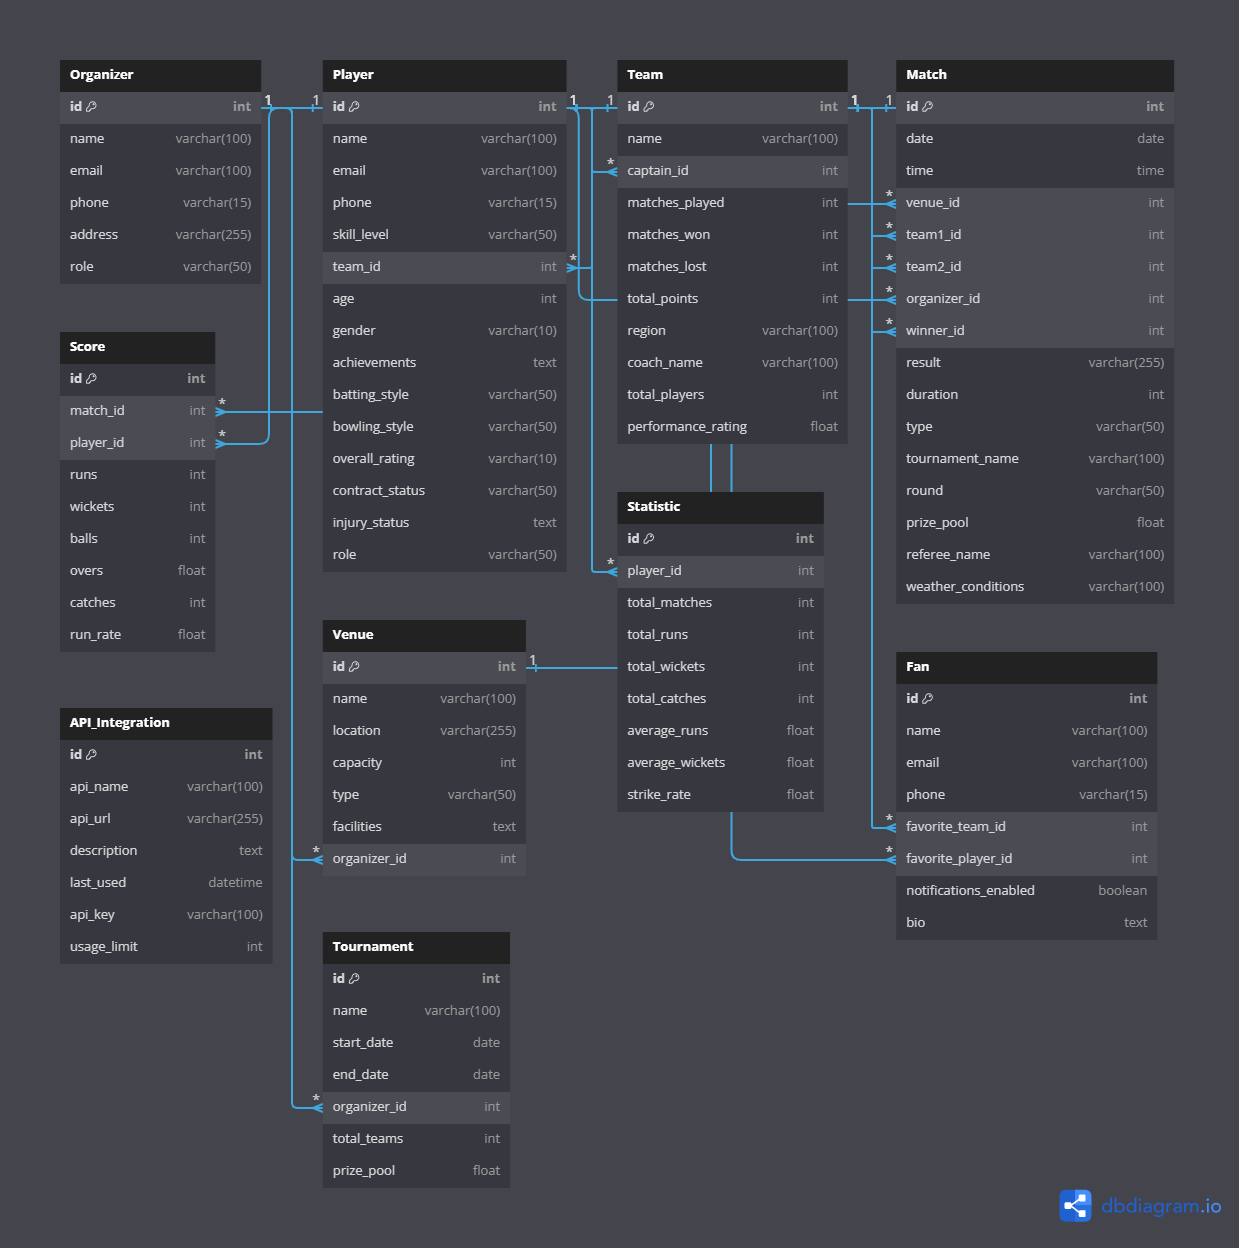 Organizer
id int
name varchar(100)
email varchar(100)
phone varchar(15)
address varchar(255)
role varchar(50)
1
1
Player
id int
name varchar(100)
email varchar(100)
phone varchar(15)
skill_level varchar(50)
team_id int
age int
gender varchar(10)
achievements text
batting_style varchar(50)
bowling_style varchar(50)
overall_rating varchar(10)
contract_status varchar(50)
injury_status text
role varchar(50)
1
*
1
*
Team
id int
name varchar(100)
captain_id int
matches_played int
matches_won int
matches_lost int
total_points int
region varchar(100)
coach_name varchar(100)
total_players int
performance_rating float
1
1
*
*
*
*
*
Match
id int
date date
time time
venue_id int
team1_id int
team2_id int
organizer_id int
winner_id int
result varchar(255)
duration int
type varchar(50)
tournament_name varchar(100)
round varchar(50)
prize_pool float
referee_name varchar(100)
weather_conditions varchar(100)
Score
id int
match_id int
player_id int
runs int
wickets int
balls int
overs float
catches int
run_rate float
*
*
*
Statistic
id int
player_id int
total_matches int
total_runs int
total_wickets int
total_catches int
average_runs float
average_wickets float
strike_rate float
Venue
id int
name varchar(100)
location varchar(255)
capacity int
type varchar(50)
facilities text
organizer_id int
1
*
Fan
id int
name varchar(100)
email varchar(100)
phone varchar(15)
favorite_team_id int
favorite_player_id int
notifications_enabled boolean
bio text
*
*
API_Integration
id int
api_name varchar(100)
api_url varchar(255)
description text
last_used datetime
api_key varchar(100)
usage_limit int
Tournament
id int
name varchar(100)
start_date date
end_date date
organizer_id int
total_teams int
prize_pool float
*
dbdiagram.io